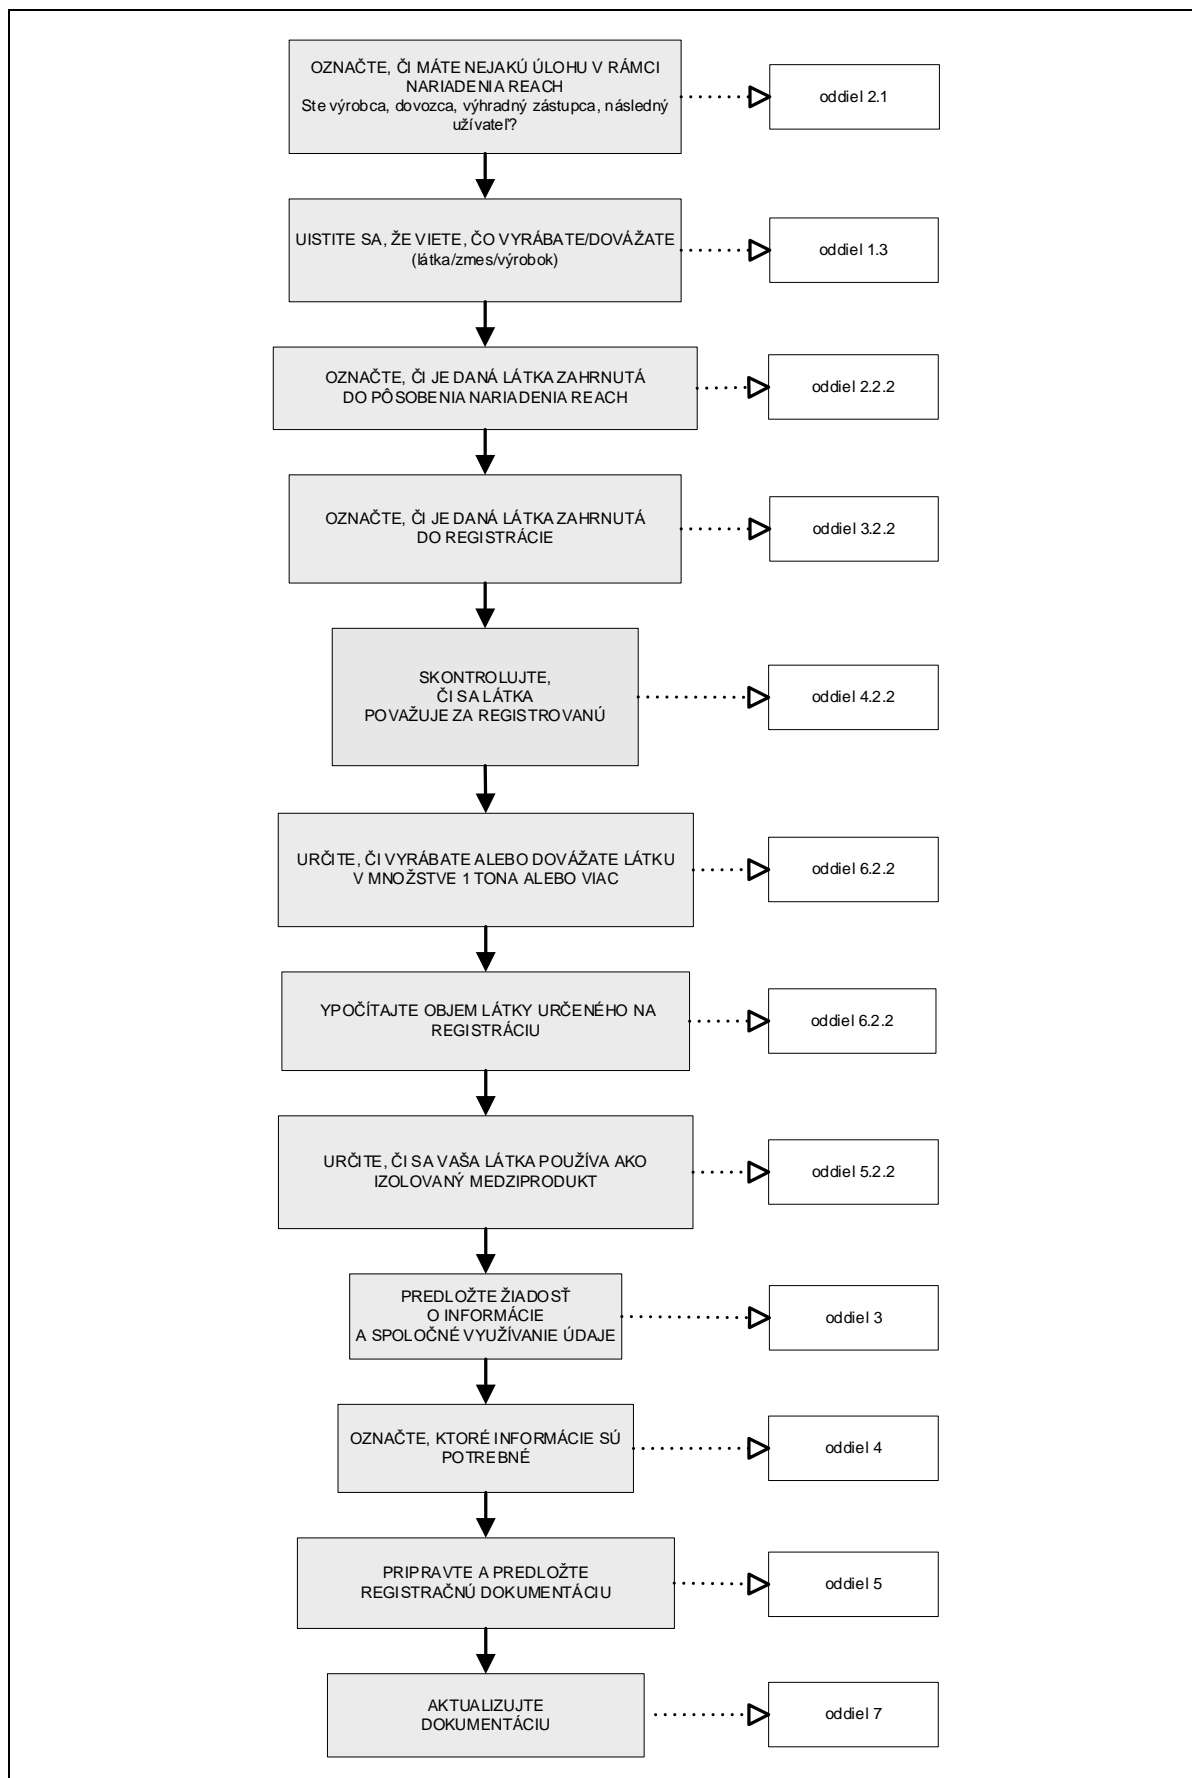 OZNAČTE, ČI MÁTE NEJAKÚ ÚLOHU V RÁMCI
NARIADENIA REACH
Ste výrobca, dovozca, výhradný zástupca, následný
užívateľ?
oddiel 2.1
UISTITE SA, ŽE VIETE, ČO VYRÁBATE/DOVÁŽATE
(látka/zmes/výrobok)
oddiel 1.3
OZNAČTE, ČI JE DANÁ LÁTKA ZAHRNUTÁ
DO PÔSOBENIA NARIADENIA REACH
oddiel 2.2.2
OZNAČTE, ČI JE DANÁ LÁTKA ZAHRNUTÁ
DO REGISTRÁCIE
oddiel 3.2.2
SKONTROLUJTE,
ČI SA LÁTKA
POVAŽUJE ZA REGISTROVANÚ
oddiel 4.2.2
URČITE, ČI VYRÁBATE ALEBO DOVÁŽATE LÁTKU
V MNOŽSTVE 1 TONA ALEBO VIAC
oddiel 6.2.2
YPOČÍTAJTE OBJEM LÁTKY URČENÉHO NA
REGISTRÁCIU
oddiel 6.2.2
URČITE, ČI SA VAŠA LÁTKA POUŽÍVA AKO
IZOLOVANÝ MEDZIPRODUKT
oddiel 5.2.2
PREDLOŽTE ŽIADOSŤ
O INFORMÁCIE
A SPOLOČNÉ VYUŽÍVANIE ÚDAJE
oddiel 3
OZNAČTE, KTORÉ INFORMÁCIE SÚ
POTREBNÉ
oddiel 4
PRIPRAVTE A PREDLOŽTE
REGISTRAČNÚ DOKUMENTÁCIU
oddiel 5
AKTUALIZUJTE
DOKUMENTÁCIU
oddiel 7